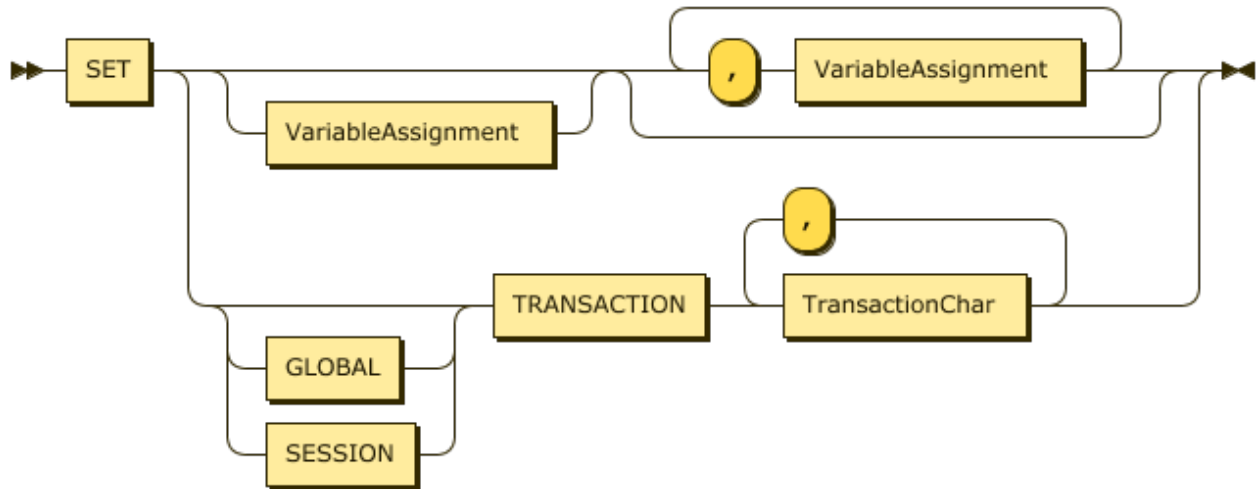 SET , VariableAssignment
VariableAssignment
,
TRANSACTION TransactionChar
GLOBAL
SESSION